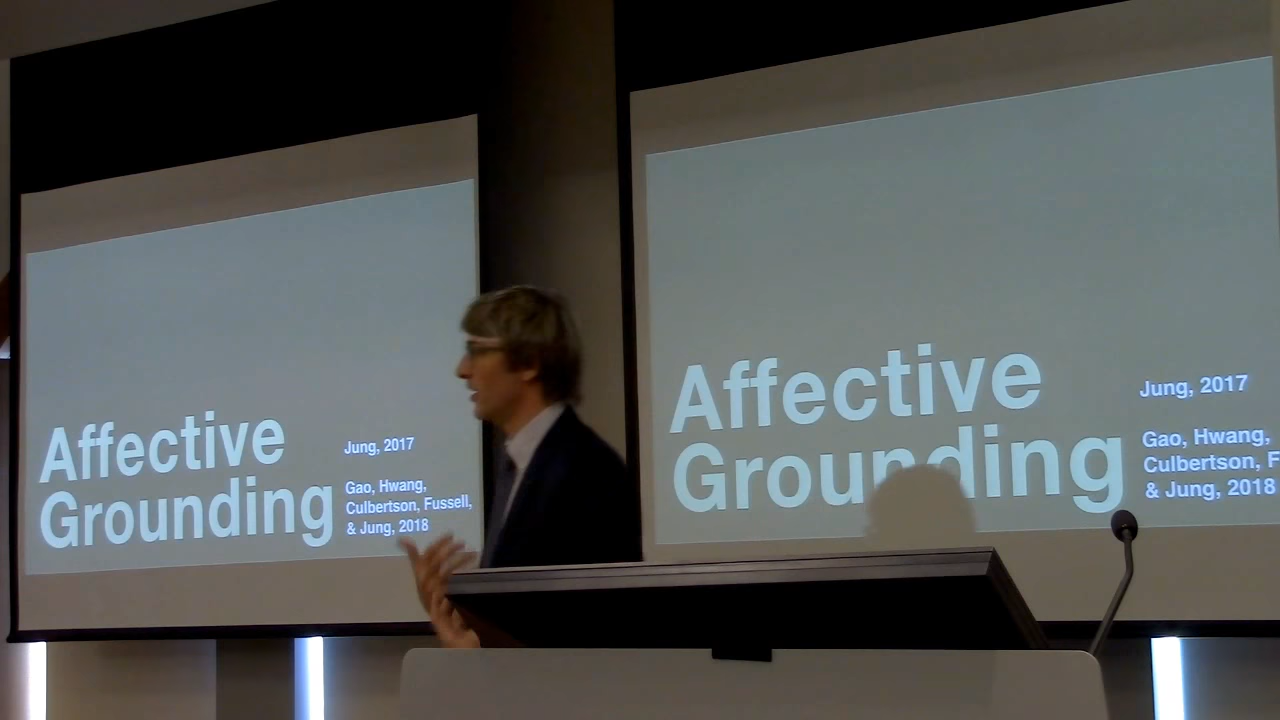 Affective
Grounding
Jung, 2017
Gao, Hwang,
Culbertson, Fussell,
& Jung, 2018
Affective
Grounding
Jung, 2017
Gao, Hwang,
Culbertson, F
& Jung, 2018